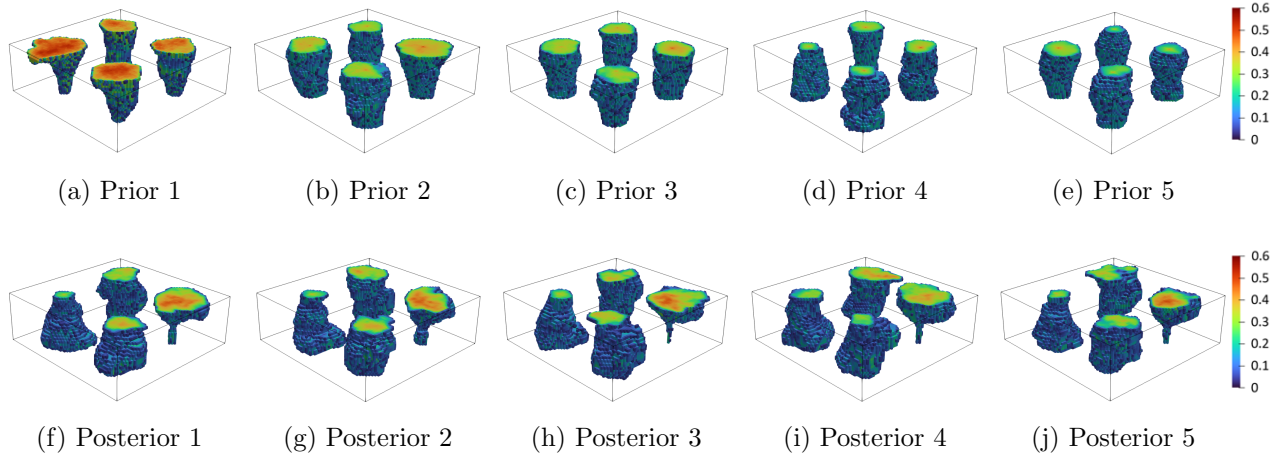 0.6
0.5
0.4
0.3
0.2
0.1
0
(a) Prior 1
(b) Prior 2
(c) Prior 3
(d) Prior 4
(e) Prior 5
0.6
0.5
0.4
0.3
0.2
0.1
0
(f) Posterior 1
(g) Posterior 2
(h) Posterior 3
(i) Posterior 4
(j) Posterior 5